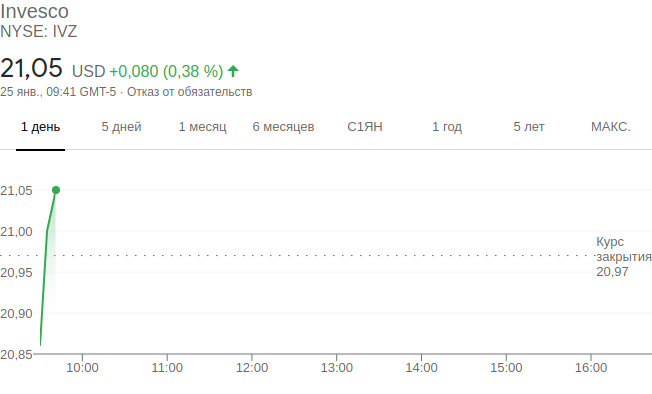 Invesco
NYSE: IVZ
21,05 USD +0,080 (0,38 %)
25 янв., 09:41 GMT-5 · Отказ от обязательств
1 день 5 дней 1 месяц 6 месяцев С1ЯН 1 год 5 лет МАКС.
21,05
21,00
Курс
закрытия
20,97
20,95
20,90
20,85
10:00 11:00 12:00 13:00 14:00 15:00 16:00